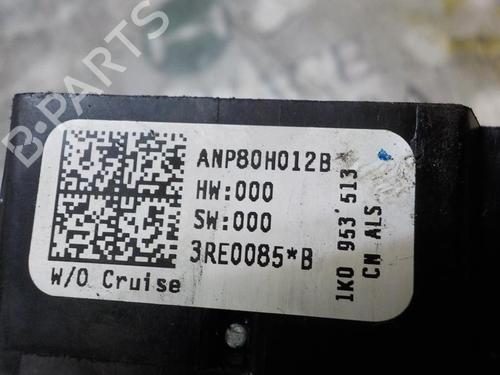 ANP80H012B
HW:000
SW:000
3RE0085*B
W/O Cruise
1K0 953 513
CN ALS
B-PARTS